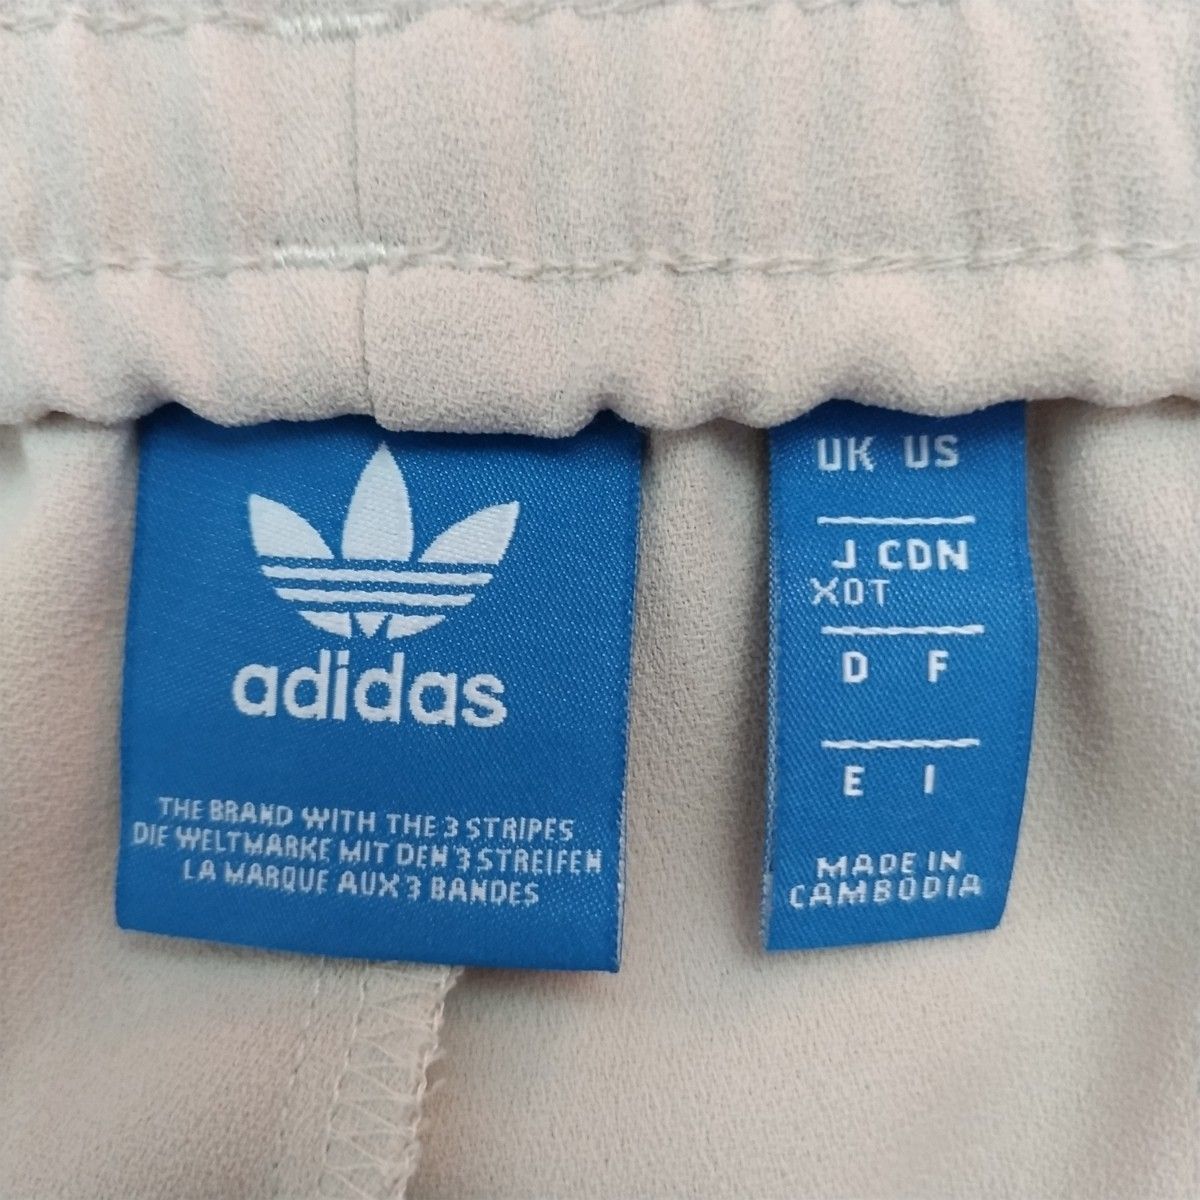 adidas
THE BRAND WITH THE 3 STRIPES
DIE WELTMARKE MIT DEN 3 STREIFEN
LA MARQUE AUX 3 BANDES
UK US
J CDN
XOT
D F
E I
MADE IN
CAMBODIA